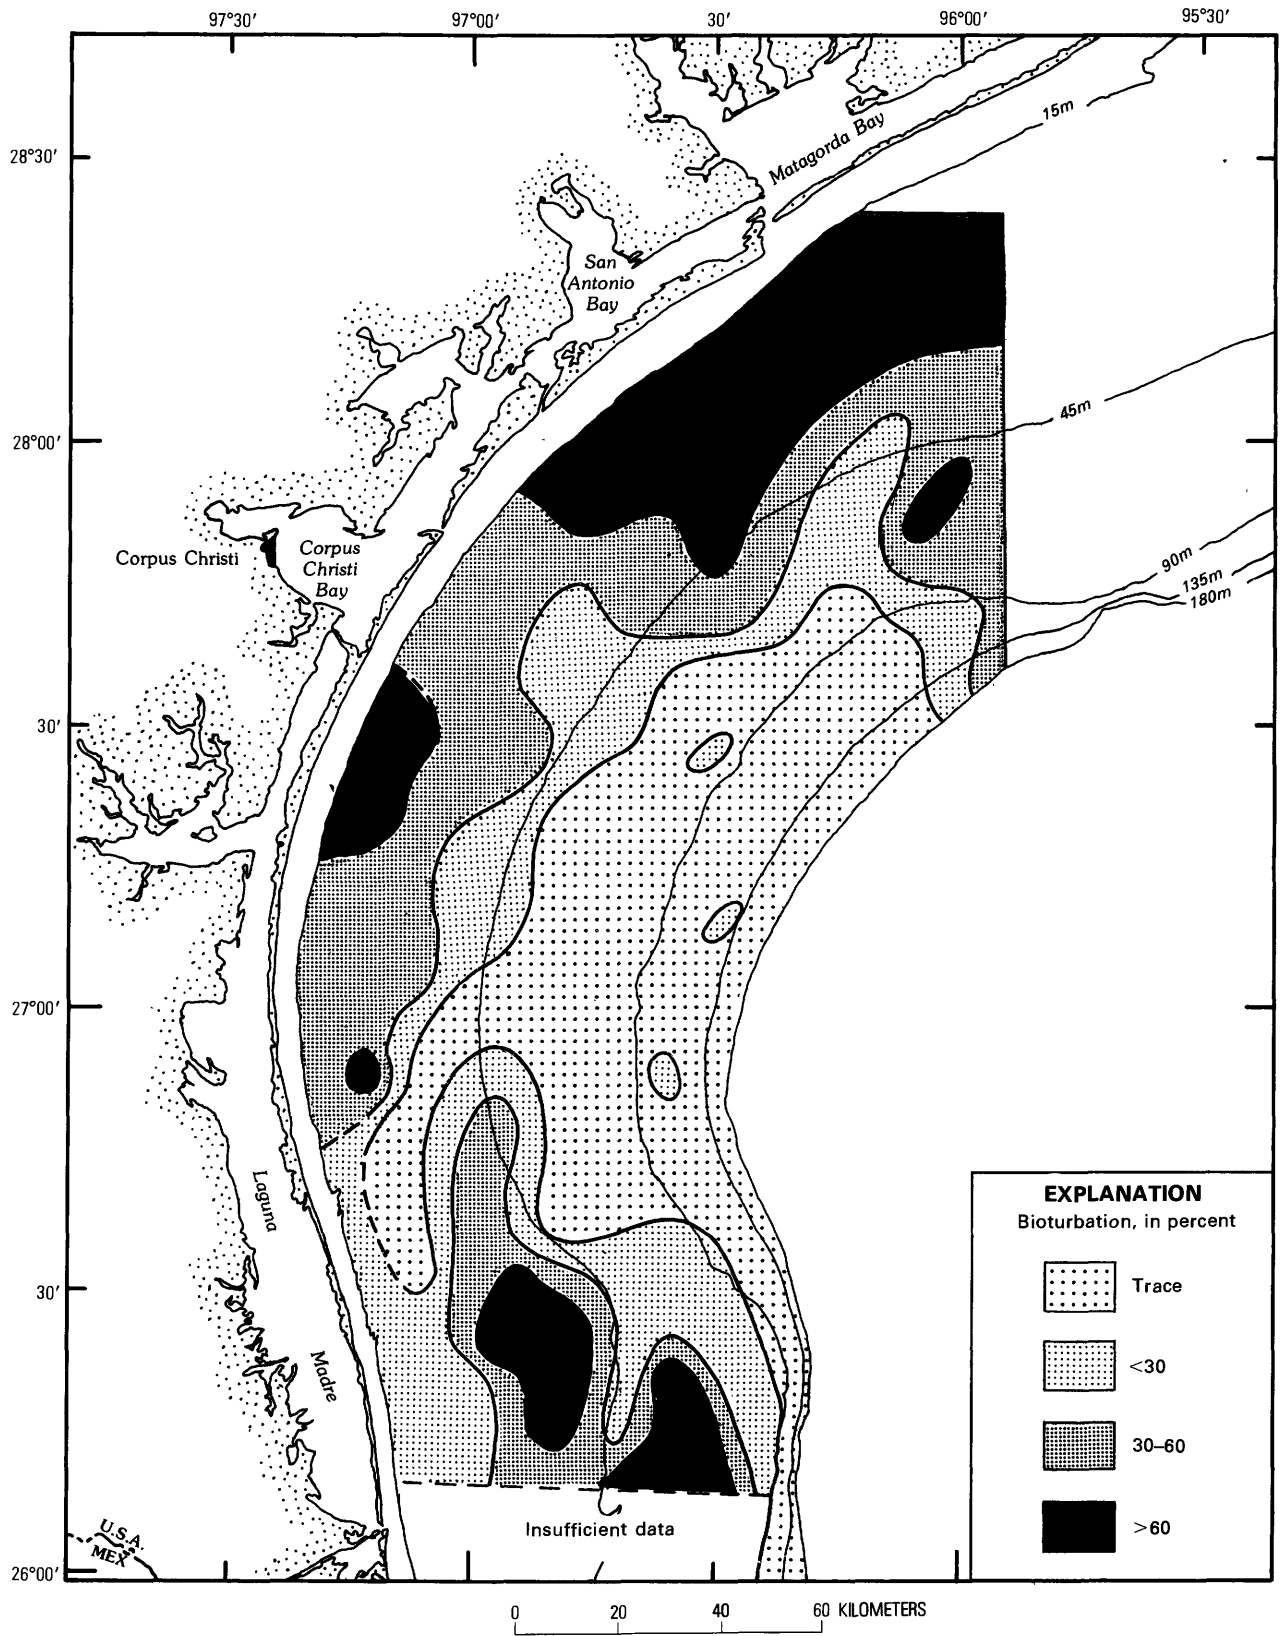 97°30′
97°00′
30′
96°00′
95°30′
28°30′
28°00′
30′
27°00′
30′
26°00′
15m
Matagorda Bay
San
Antonio
Bay
45m
Corpus Christi
Corpus
Christi
Bay
90m
135m
180m
Laguna
Madre
U.S.A.
MEX
Insufficient data
EXPLANATION
Bioturbation, in percent
Trace
<30
30–60
>60
0 20 40 60 KILOMETERS